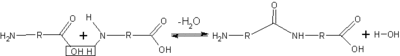 H₂N—R—C(=O)—OH + H—N(H)—R—C(=O)—OH ⇌ -H₂O H₂N—R—C(=O)—NH—R—C(=O)—OH + H–OH